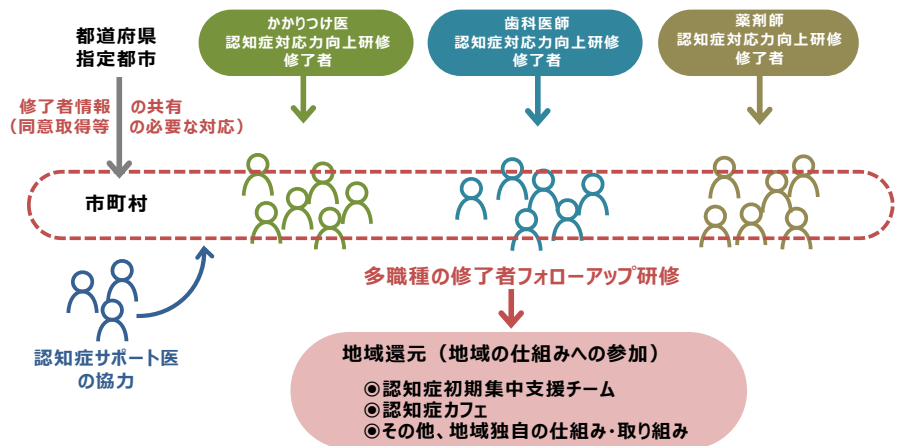 都道府県
指定都市
かかりつけ医
認知症対応力向上研修
修了者
歯科医師
認知症対応力向上研修
修了者
薬剤師
認知症対応力向上研修
修了者
修了者情報 の共有
(同意取得等 の必要な対応)
市町村
多職種の修了者フォローアップ研修
認知症サポート医
の協力
地域還元(地域の仕組みへの参加)
◉認知症初期集中支援チーム
◉認知症カフェ
◉その他、地域独自の仕組み・取り組み